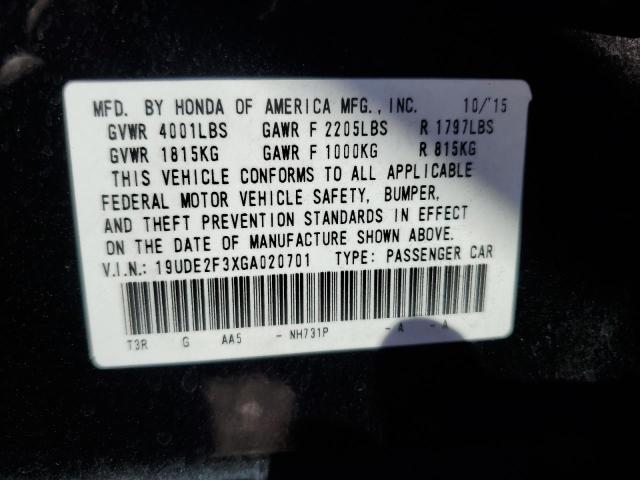 MFD. BY HONDA OF AMERICA MFG., INC. 10/'15
GVWR 4001LBS GAWR F 2205LBS R 1797LBS
GVWR 1815KG GAWR F 1000KG R 815KG
THIS VEHICLE CONFORMS TO ALL APPLICABLE
FEDERAL MOTOR VEHICLE SAFETY, BUMPER,
AND THEFT PREVENTION STANDARDS IN EFFECT
ON THE DATE OF MANUFACTURE SHOWN ABOVE.
V.I.N.: 19UDE2F3XGA020701 TYPE: PASSENGER CAR
T3R G AA5 - NH731P - A - A